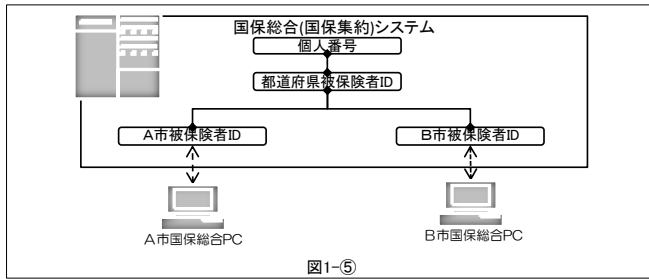 国保総合(国保集約)システム
個人番号
都道府県被保険者ID
A市被保険者ID
B市被保険者ID
A市国保総合PC
B市国保総合PC
図1-⑤